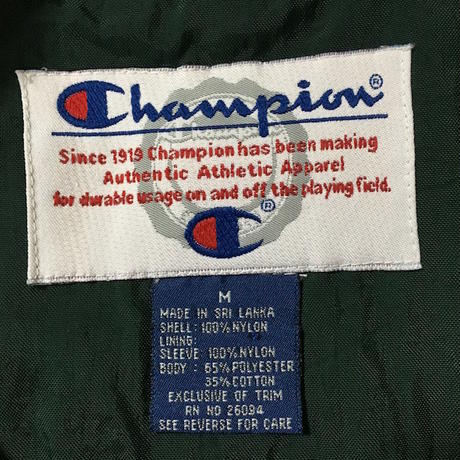 Champion®
Since 1919 Champion has been making
Authentic Athletic Apparel
for durable usage on and off the playing field.
®
M
MADE IN SRI LANKA
SHELL: 100% NYLON
LINING:
SLEEVE: 100% NYLON
BODY: 65% POLYESTER
35% COTTON
EXCLUSIVE OF TRIM
RN NO 26094
SEE REVERSE FOR CARE